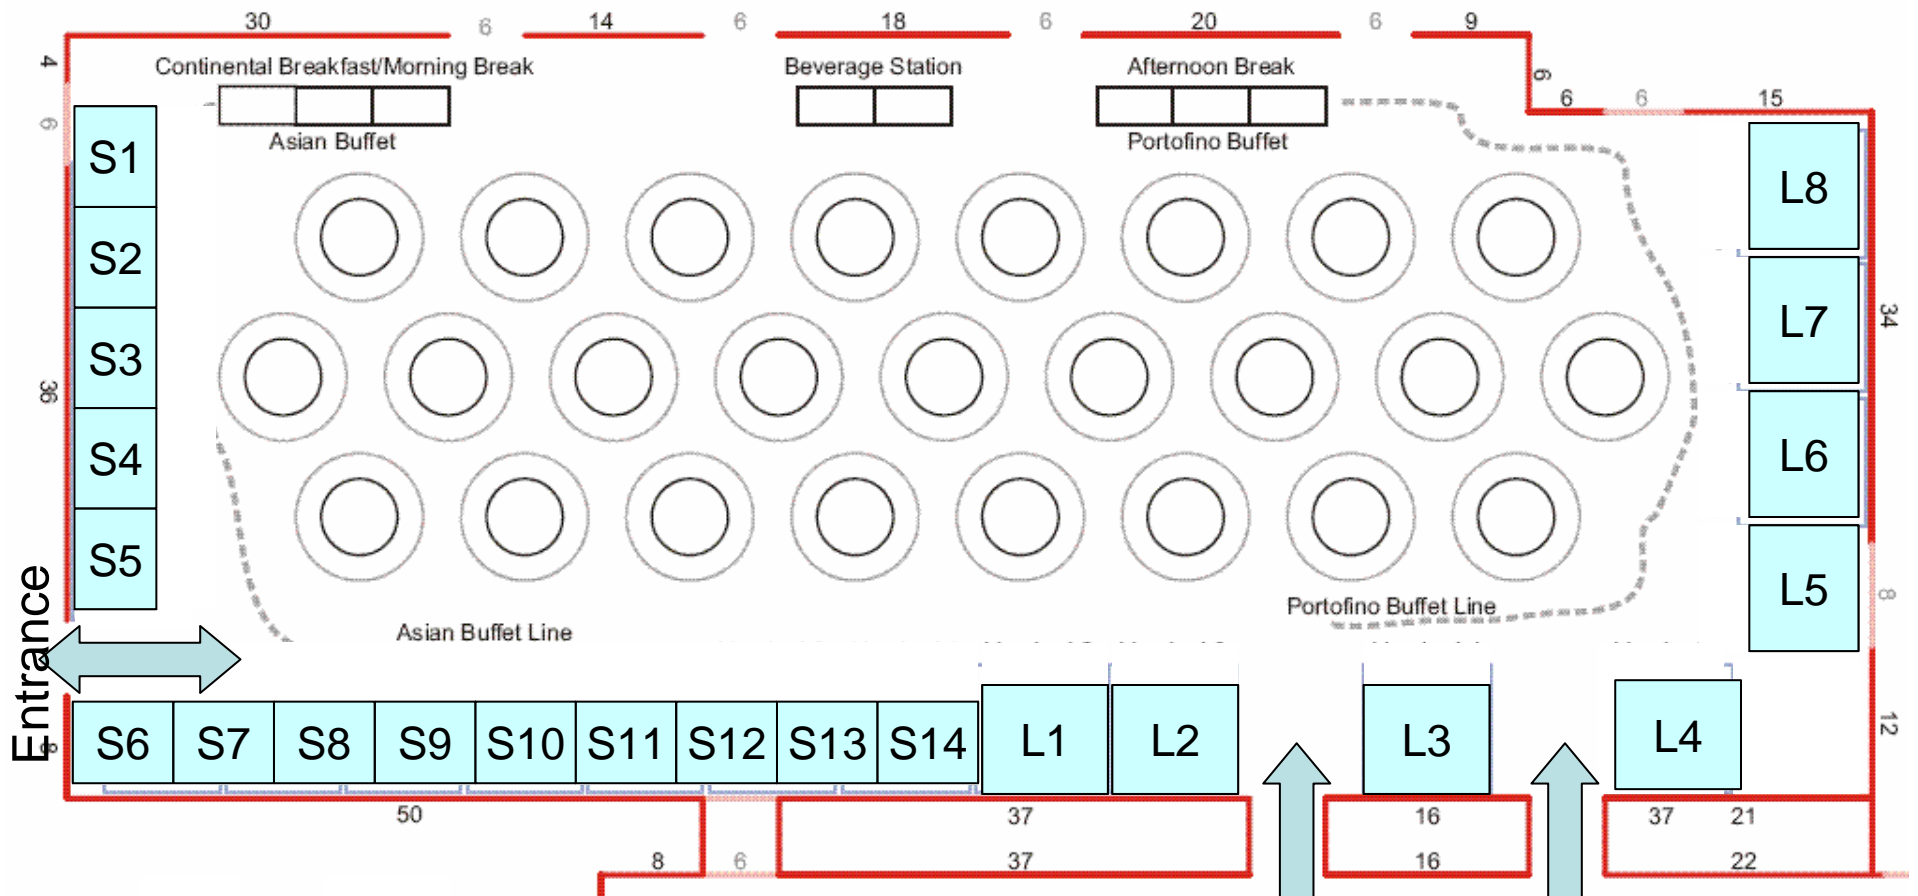 30 6 14 6 18 6 20 6 9
4
Continental Breakfast/Morning Break
Beverage Station
Afternoon Break
6
6 6 15
6
Asian Buffet
Portofino Buffet
S1
S2
S3
S4
S5
36
L8
L7
L6
L5
34
8
Portofino Buffet Line
Asian Buffet Line
Entrance
8
S6 S7 S8 S9 S10 S11 S12 S13 S14 L1 L2 L3 L4
12
50 37 16 37 21
8 6 37 16 22